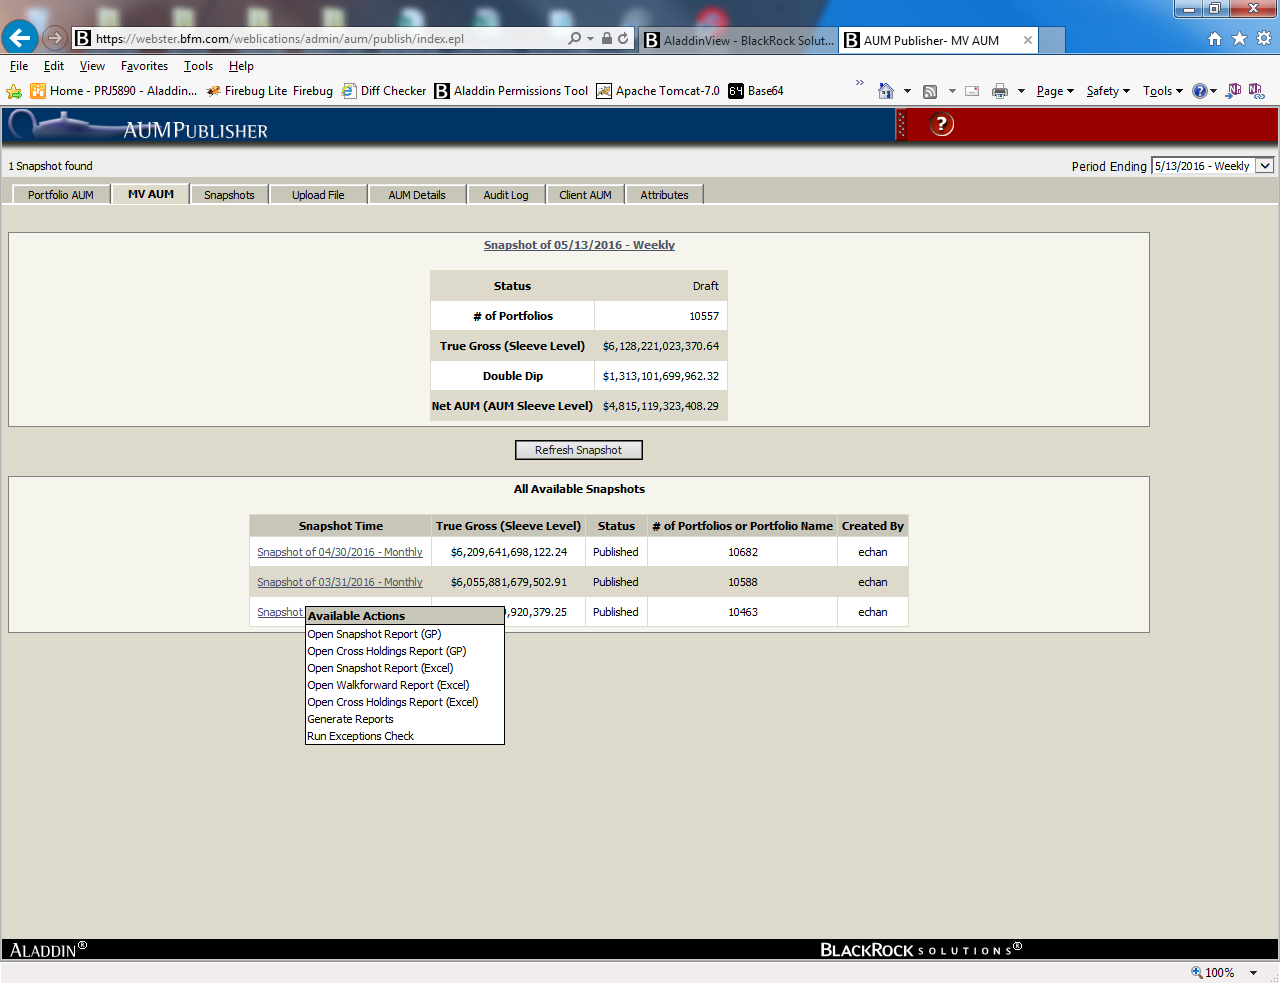 https://webster.bfm.com/weblications/admin/aum/publish/index.epl
AladdinView - BlackRock Solut...
AUM Publisher- MV AUM
File Edit View Favorites Tools Help
Home - PRJ5890 - Aladdin... Firebug Lite Firebug Diff Checker Aladdin Permissions Tool Apache Tomcat-7.0 64 Base64 » Page Safety Tools
AUMPUBLISHER
?
1 Snapshot found
Period Ending 5/13/2016 - Weekly
Portfolio AUM MV AUM Snapshots Upload File AUM Details Audit Log Client AUM Attributes
Snapshot of 05/13/2016 - Weekly
Status Draft
# of Portfolios 10557
True Gross (Sleeve Level) $6,128,221,023,370.64
Double Dip $1,313,101,699,962.32
Net AUM (AUM Sleeve Level) $4,815,119,323,408.29
Refresh Snapshot
All Available Snapshots
Snapshot Time True Gross (Sleeve Level) Status # of Portfolios or Portfolio Name Created By
Snapshot of 04/30/2016 - Monthly $6,209,641,698,122.24 Published 10682 echan
Snapshot of 03/31/2016 - Monthly $6,055,881,679,502.91 Published 10588 echan
Snapshot 920,379.25 Published 10463 echan
Available Actions
Open Snapshot Report (GP)
Open Cross Holdings Report (GP)
Open Snapshot Report (Excel)
Open Walkforward Report (Excel)
Open Cross Holdings Report (Excel)
Generate Reports
Run Exceptions Check
ALADDIN® BLACKROCK SOLUTIONS®
100%